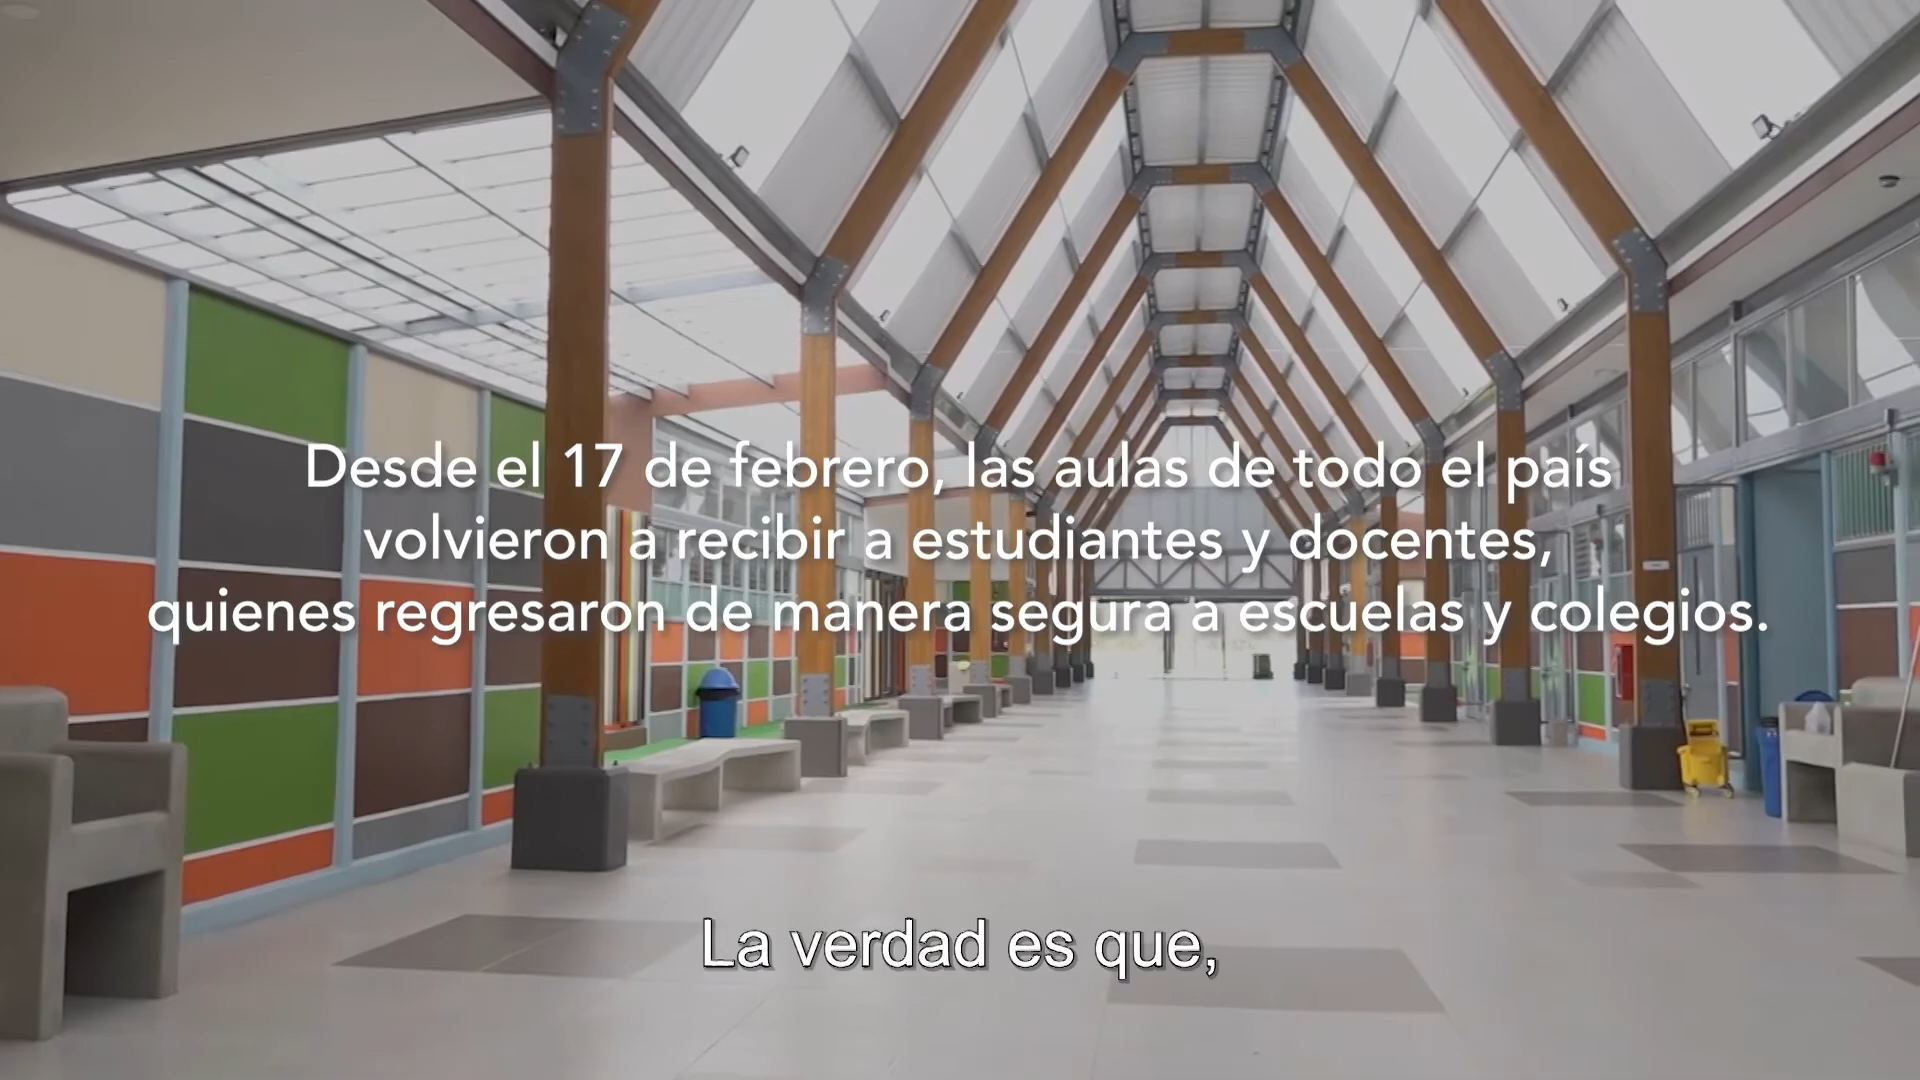 Desde el 17 de febrero, las aulas de todo el país
volvieron a recibir a estudiantes y docentes,
quienes regresaron de manera segura a escuelas y colegios.
La verdad es que,